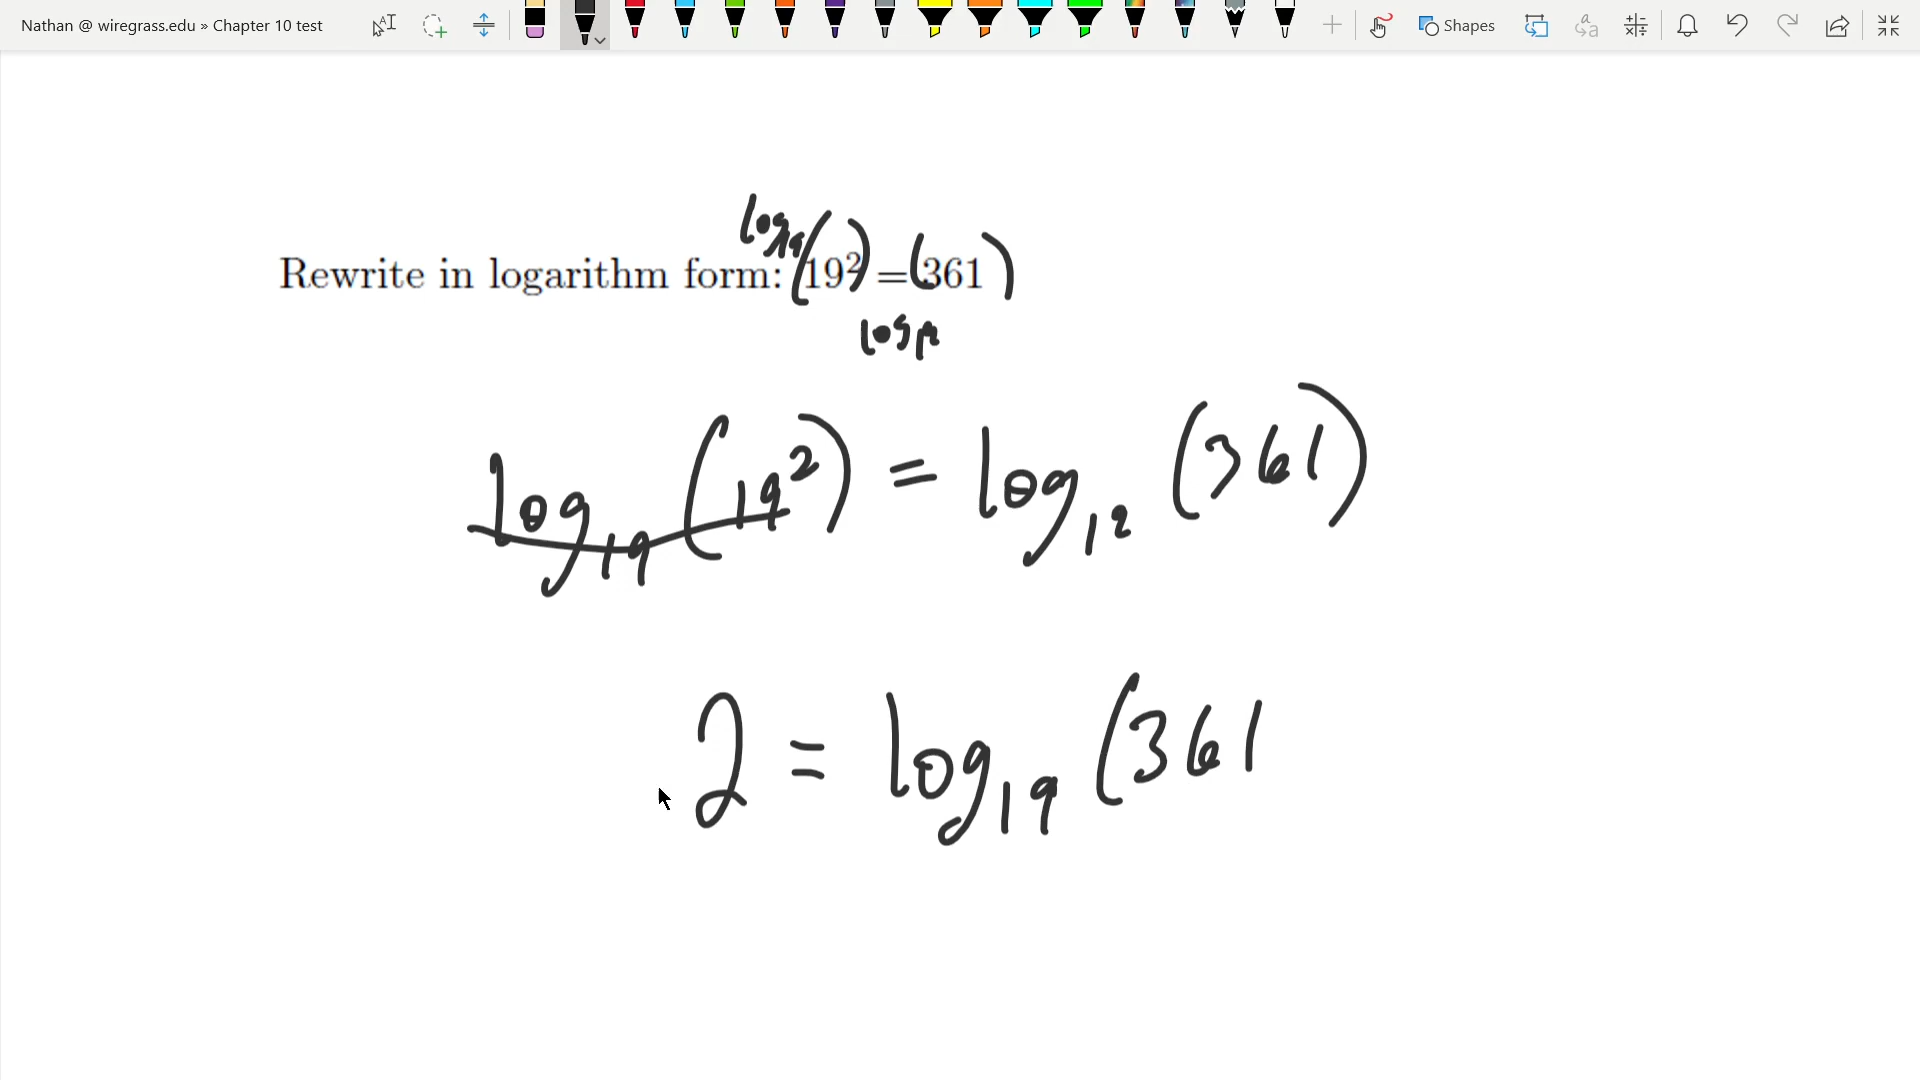 Nathan @ wiregrass.edu » Chapter 10 test
Shapes
log₁₉
Rewrite in logarithm form: (19²) = (361)
log₁₉
log₁₉ (19²) = log₁₉ (361)
2 = log₁₉ (361